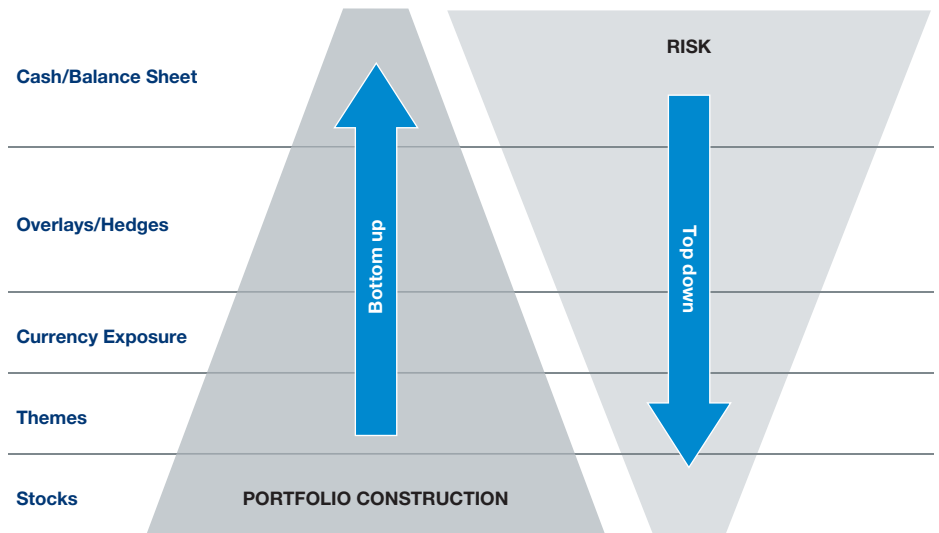 RISK
Cash/Balance Sheet
Overlays/Hedges
Bottom up
Top down
Currency Exposure
Themes
Stocks
PORTFOLIO CONSTRUCTION